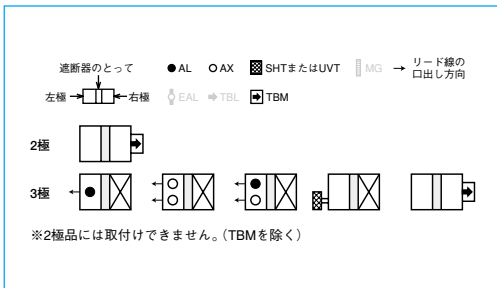 遮断器のとって
●AL ○AX SHTまたはUVT MG → リード線の
口出し方向
左極 右極 EAL TBL TBM
2極
3極
※2極品には取付けできません。(TBMを除く)